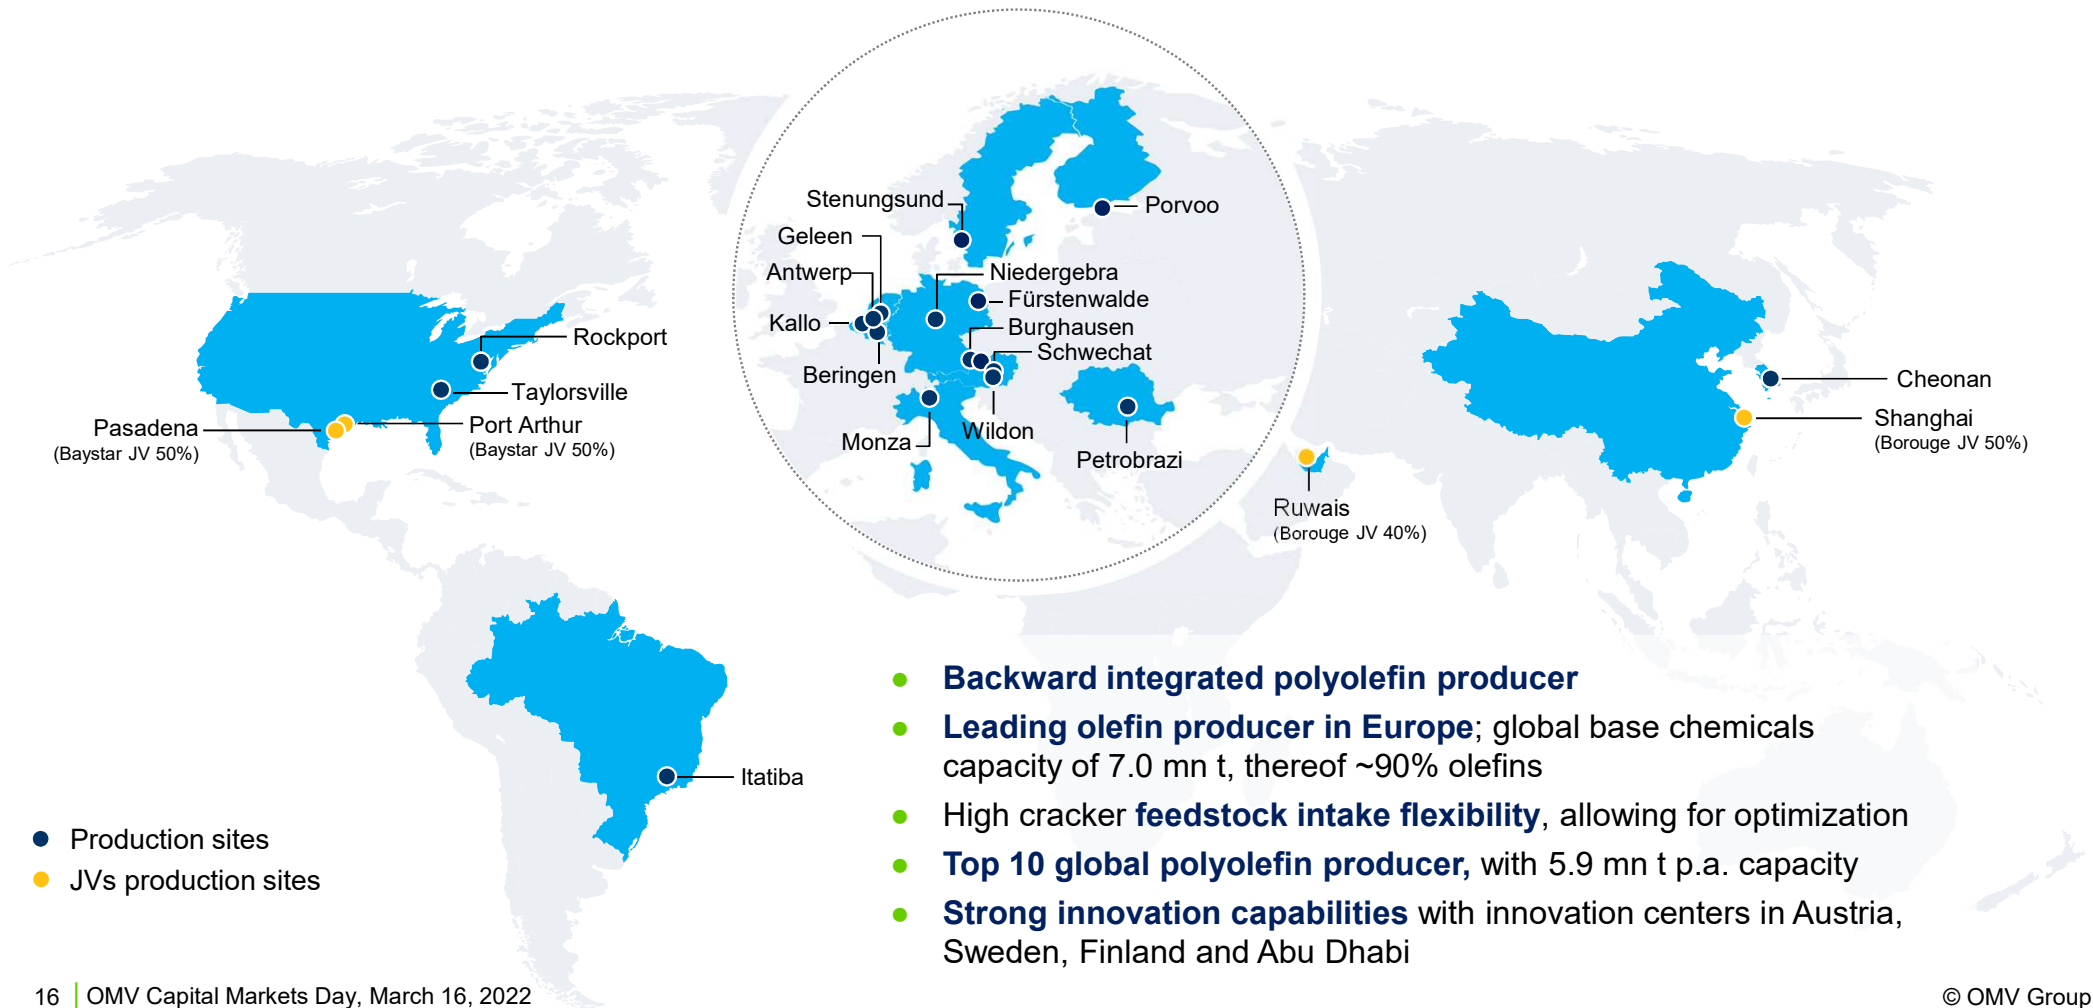 Stenungsund
Porvoo
Geleen
Antwerp
Niedergebra
Fürstenwalde
Kallo
Burghausen
Schwechat
Beringen
Rockport
Taylorsville
Pasadena
(Baystar JV 50%)
Port Arthur
(Baystar JV 50%)
Monza
Wildon
Petrobrazi
Cheonan
Shanghai
(Borouge JV 50%)
Ruwais
(Borouge JV 40%)
Itatiba
Production sites
JVs production sites
Backward integrated polyolefin producer
Leading olefin producer in Europe; global base chemicals
capacity of 7.0 mn t, thereof ~90% olefins
High cracker feedstock intake flexibility, allowing for optimization
Top 10 global polyolefin producer, with 5.9 mn t p.a. capacity
Strong innovation capabilities with innovation centers in Austria,
Sweden, Finland and Abu Dhabi
16 | OMV Capital Markets Day, March 16, 2022
© OMV Group